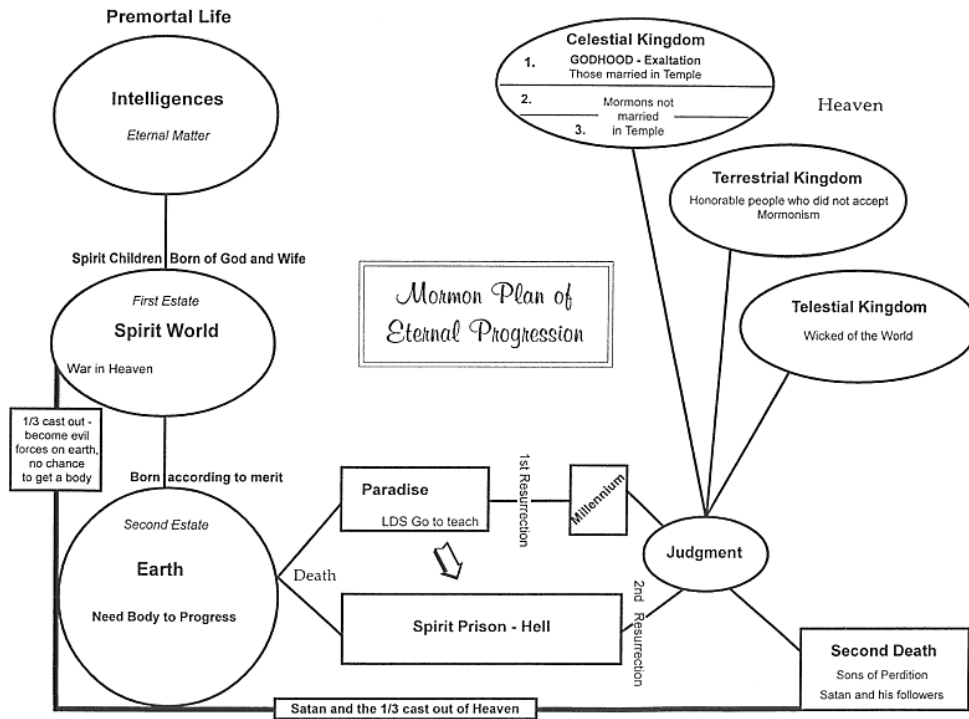 Premortal Life
Intelligences
Eternal Matter
Spirit Children Born of God and Wife
First Estate
Spirit World
War in Heaven
1/3 cast out -
become evil
forces on earth,
no chance
to get a body
Born according to merit
Second Estate
Earth
Need Body to Progress
Mormon Plan of
Eternal Progression
Death
Paradise
LDS Go to teach
Spirit Prison - Hell
1st Resurrection
Millennium
2nd Resurrection
Judgment
Celestial Kingdom
1. GODHOOD - Exaltation
Those married in Temple
2. Mormons not
married
3. in Temple
Heaven
Terrestrial Kingdom
Honorable people who did not accept
Mormonism
Telestial Kingdom
Wicked of the World
Second Death
Sons of Perdition
Satan and his followers
Satan and the 1/3 cast out of Heaven